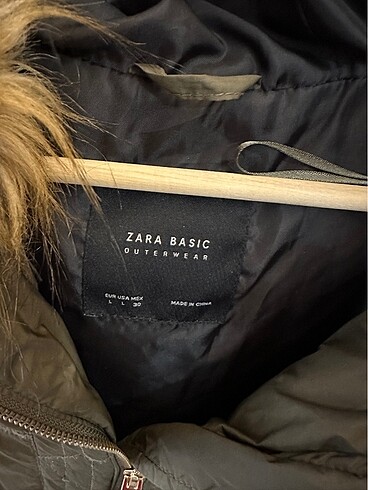 ZARA BASIC
OUTERWEAR
EUR USA MEX
L L 30
MADE IN CHINA